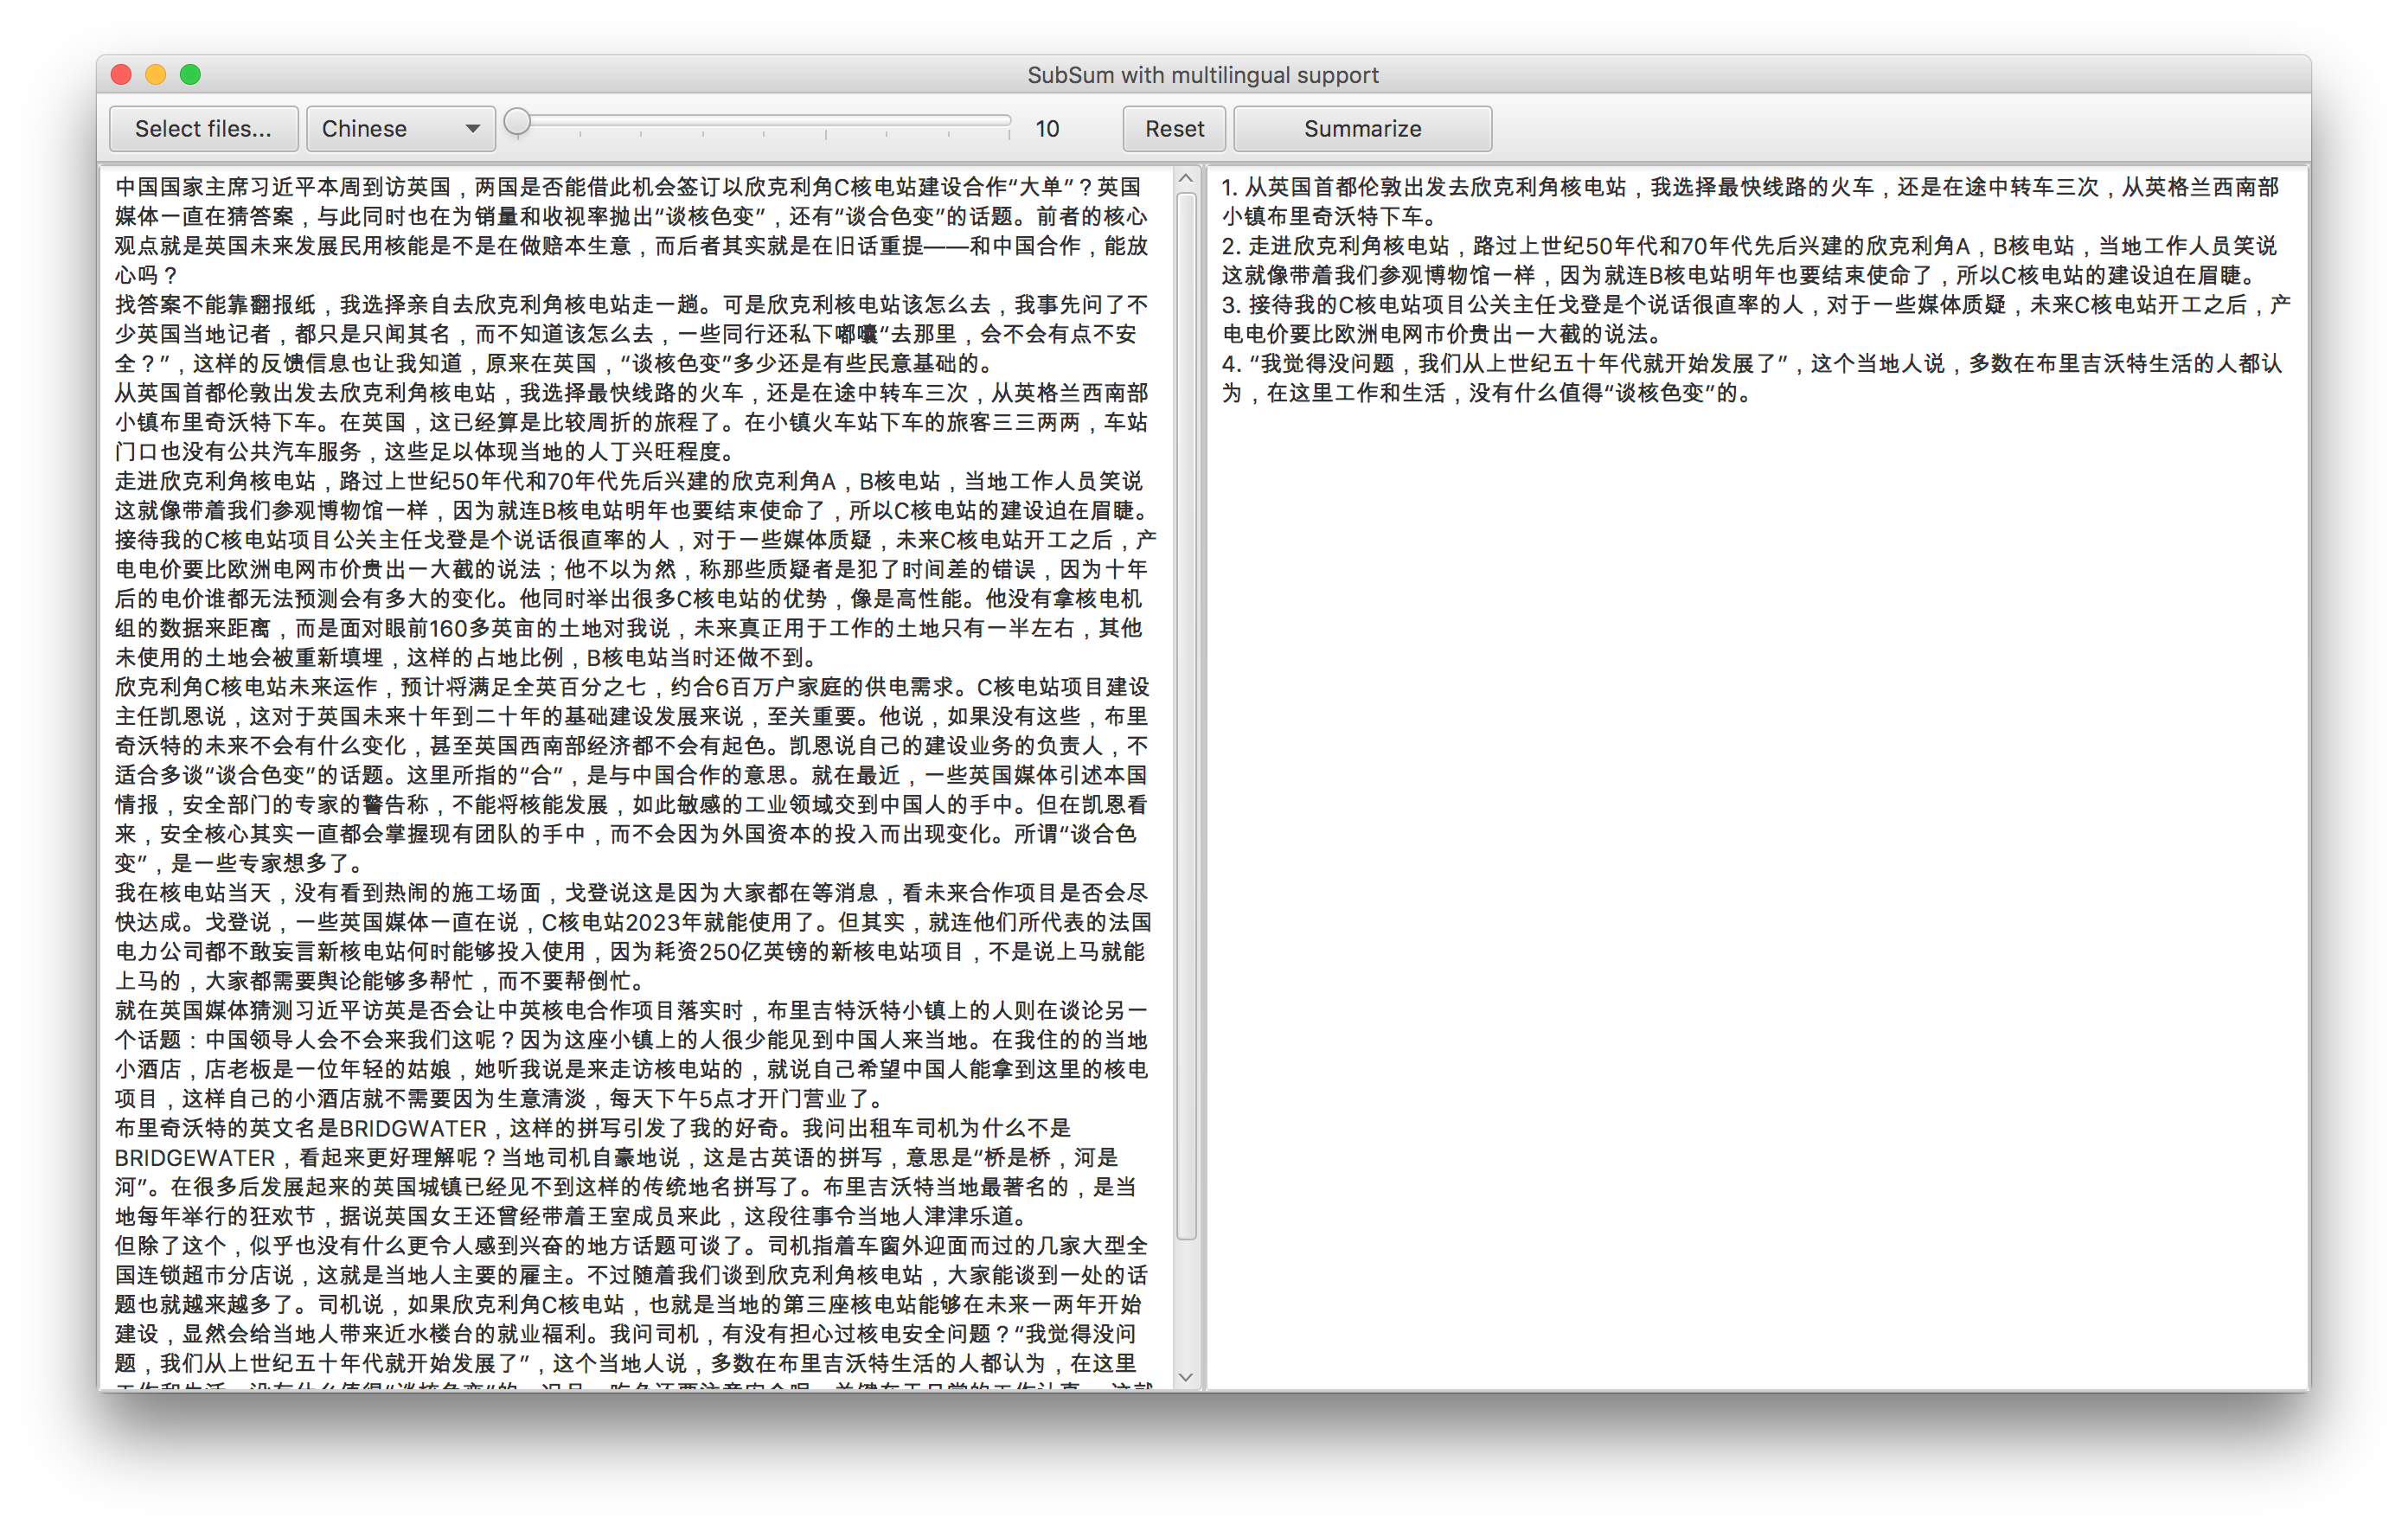 SubSum with multilingual support
Select files...
Chinese
10
Reset
Summarize
中国国家主席习近平本周到访英国，两国是否能借此机会签订以欣克利角C核电站建设合作“大单”？英国
媒体一直在猜答案，与此同时也在为销量和收视率抛出“谈核色变”，还有“谈合色变”的话题。前者的核心
观点就是英国未来发展民用核能是不是在做赔本生意，而后者其实就是在旧话重提——和中国合作，能放
心吗？
找答案不能靠翻报纸，我选择亲自去欣克利角核电站走一趟。可是欣克利核电站该怎么去，我事先问了不
少英国当地记者，都只是只闻其名，而不知道该怎么去，一些同行还私下嘟囔“去那里，会不会有点不安
全？”，这样的反馈信息也让我知道，原来在英国，“谈核色变”多少还是有些民意基础的。
从英国首都伦敦出发去欣克利角核电站，我选择最快线路的火车，还是在途中转车三次，从英格兰西南部
小镇布里奇沃特下车。在英国，这已经算是比较周折的旅程了。在小镇火车站下车的旅客三三两两，车站
门口也没有公共汽车服务，这些足以体现当地的人丁兴旺程度。
走进欣克利角核电站，路过上世纪50年代和70年代先后兴建的欣克利角A，B核电站，当地工作人员笑说
这就像带着我们参观博物馆一样，因为就连B核电站明年也要结束使命了，所以C核电站的建设迫在眉睫。
接待我的C核电站项目公关主任戈登是个说话很直率的人，对于一些媒体质疑，未来C核电站开工之后，产
电电价要比欧洲电网市价贵出一大截的说法；他不以为然，称那些质疑者是犯了时间差的错误，因为十年
后的电价谁都无法预测会有多大的变化。他同时举出很多C核电站的优势，像是高性能。他没有拿核电机
组的数据来距离，而是面对眼前160多英亩的土地对我说，未来真正用于工作的土地只有一半左右，其他
未使用的土地会被重新填埋，这样的占地比例，B核电站当时还做不到。
欣克利角C核电站未来运作，预计将满足全英百分之七，约合6百万户家庭的供电需求。C核电站项目建设
主任凯恩说，这对于英国未来十年到二十年的基础建设发展来说，至关重要。他说，如果没有这些，布里
奇沃特的未来不会有什么变化，甚至英国西南部经济都不会有起色。凯恩说自己的建设业务的负责人，不
适合多谈“谈合色变”的话题。这里所指的“合”，是与中国合作的意思。就在最近，一些英国媒体引述本国
情报，安全部门的专家的警告称，不能将核能发展，如此敏感的工业领域交到中国人的手中。但在凯恩看
来，安全核心其实一直都会掌握现有团队的手中，而不会因为外国资本的投入而出现变化。所谓“谈合色
变”，是一些专家想多了。
我在核电站当天，没有看到热闹的施工场面，戈登说这是因为大家都在等消息，看未来合作项目是否会尽
快达成。戈登说，一些英国媒体一直在说，C核电站2023年就能使用了。但其实，就连他们所代表的法国
电力公司都不敢妄言新核电站何时能够投入使用，因为耗资250亿英镑的新核电站项目，不是说上马就能
上马的，大家都需要舆论能够多帮忙，而不要帮倒忙。
就在英国媒体猜测习近平访英是否会让中英核电合作项目落实时，布里吉特沃特小镇上的人则在谈论另一
个话题：中国领导人会不会来我们这呢？因为这座小镇上的人很少能见到中国人来当地。在我住的的当地
小酒店，店老板是一位年轻的姑娘，她听我说是来走访核电站的，就说自己希望中国人能拿到这里的核电
项目，这样自己的小酒店就不需要因为生意清淡，每天下午5点才开门营业了。
布里奇沃特的英文名是BRIDGWATER，这样的拼写引发了我的好奇。我问出租车司机为什么不是
BRIDGEWATER，看起来更好理解呢？当地司机自豪地说，这是古英语的拼写，意思是“桥是桥，河是
河”。在很多后发展起来的英国城镇已经见不到这样的传统地名拼写了。布里吉沃特当地最著名的，是当
地每年举行的狂欢节，据说英国女王还曾经带着王室成员来此，这段往事令当地人津津乐道。
但除了这个，似乎也没有什么更令人感到兴奋的地方话题可谈了。司机指着车窗外迎面而过的几家大型全
国连锁超市分店说，这就是当地人主要的雇主。不过随着我们谈到欣克利角核电站，大家能谈到一处的话
题也就越来越多了。司机说，如果欣克利角C核电站，也就是当地的第三座核电站能够在未来一两年开始
建设，显然会给当地人带来近水楼台的就业福利。我问司机，有没有担心过核电安全问题？“我觉得没问
题，我们从上世纪五十年代就开始发展了”，这个当地人说，多数在布里吉沃特生活的人都认为，在这里
1. 从英国首都伦敦出发去欣克利角核电站，我选择最快线路的火车，还是在途中转车三次，从英格兰西南部
小镇布里奇沃特下车。
2. 走进欣克利角核电站，路过上世纪50年代和70年代先后兴建的欣克利角A，B核电站，当地工作人员笑说
这就像带着我们参观博物馆一样，因为就连B核电站明年也要结束使命了，所以C核电站的建设迫在眉睫。
3. 接待我的C核电站项目公关主任戈登是个说话很直率的人，对于一些媒体质疑，未来C核电站开工之后，产
电电价要比欧洲电网市价贵出一大截的说法。
4. “我觉得没问题，我们从上世纪五十年代就开始发展了”，这个当地人说，多数在布里吉沃特生活的人都认
为，在这里工作和生活，没有什么值得“谈核色变”的。